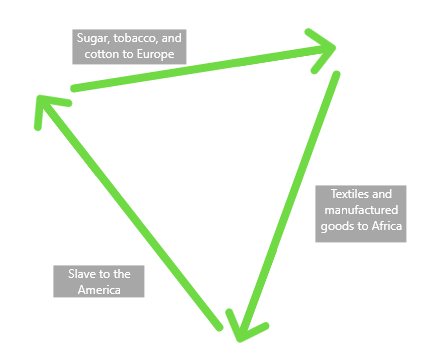 Sugar, tobacco, and
cotton to Europe
Textiles and
manufactured
goods to Africa
Slave to the
America